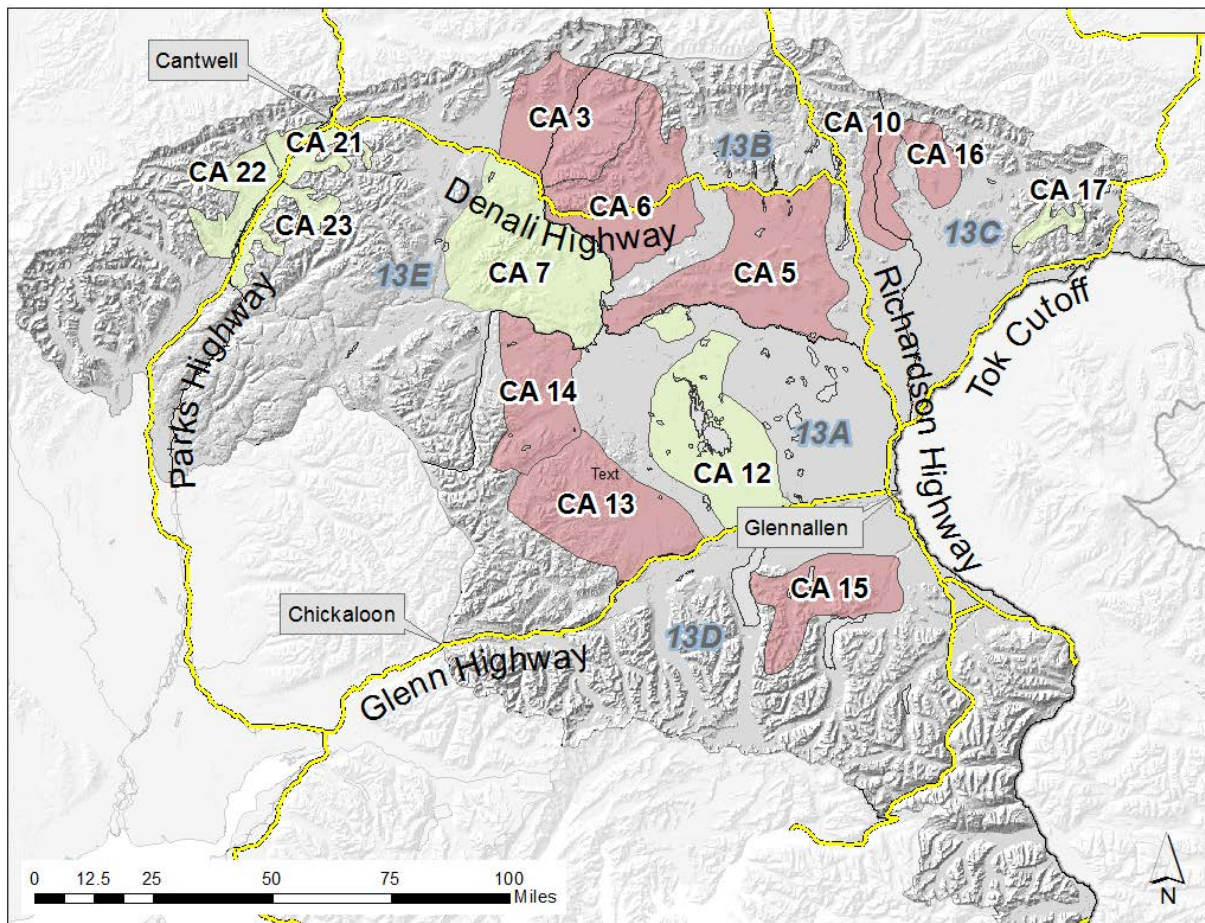 Cantwell
CA 21
CA 22
CA 23
CA 3
13B
CA 10
CA 16
CA 17
CA 6
Denali Highway
13C
13E
CA 7
CA 5
Parks Highway
Richardson Highway
Tok Cutoff
CA 14
13A
Text
CA 12
CA 13
Glennallen
CA 15
Chickaloon
13D
Glenn Highway
0 12.5 25 50 75 100
Miles
N